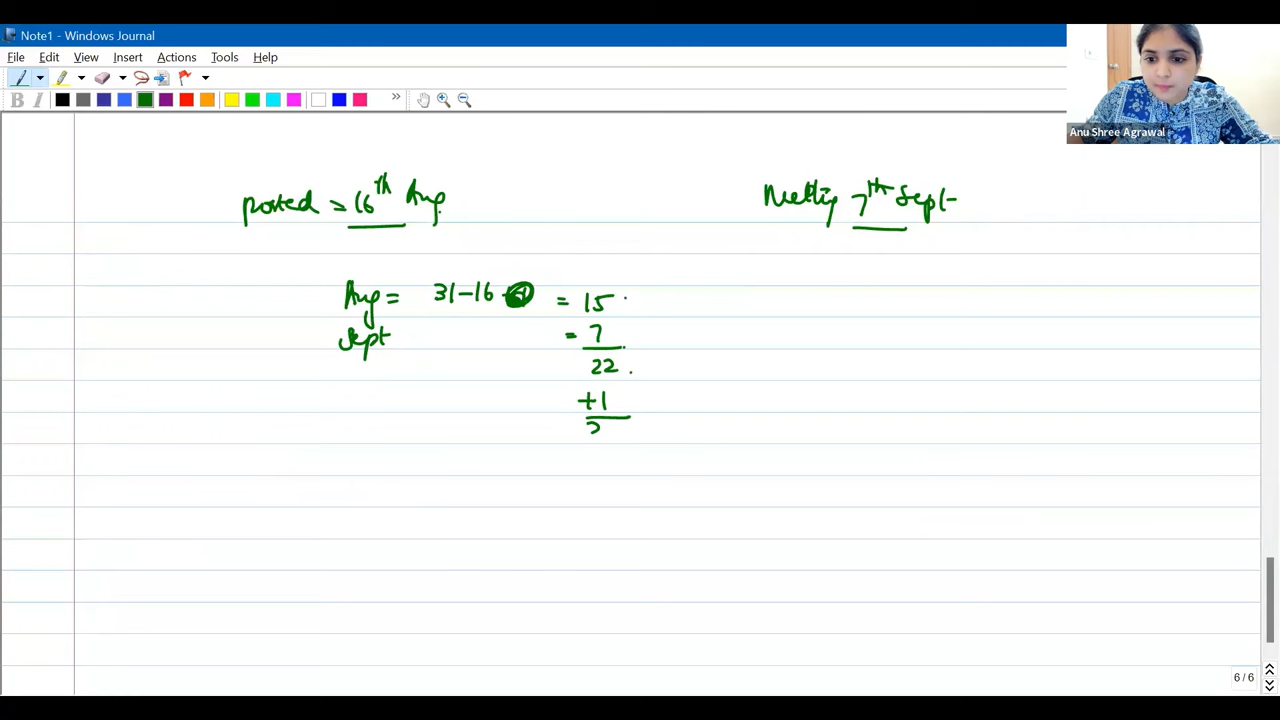 Note1 - Windows Journal
File Edit View Insert Actions Tools Help
B I
Anu Shree Agrawal
posted = 16th Aug. Meeting 7th Sept
Aug = 31-16 = 15
Sept = 7
22
+1
2
6 / 6